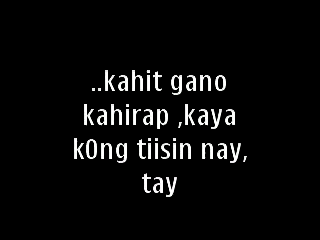 ..kahit gano
kahirap ,kaya
k0ng tiisin nay,
tay